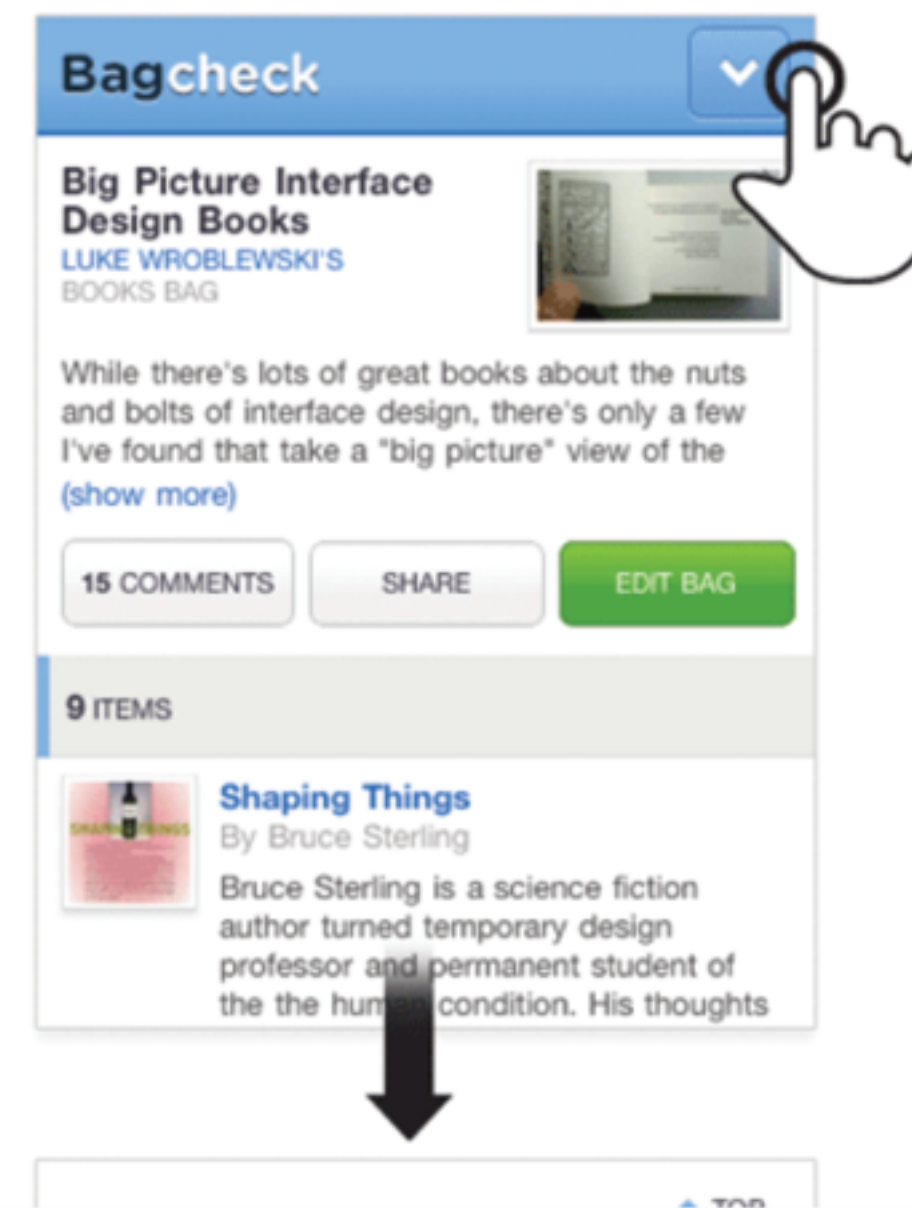 Bagcheck
Big Picture Interface
Design Books
LUKE WROBLEWSKI'S
BOOKS BAG
While there's lots of great books about the nuts
and bolts of interface design, there's only a few
I've found that take a "big picture" view of the
(show more)
15 COMMENTS
SHARE
EDIT BAG
9 ITEMS
SHAPING THINGS
Shaping Things
By Bruce Sterling
Bruce Sterling is a science fiction
author turned temporary design
professor and permanent student of
the the human condition. His thoughts
TOP